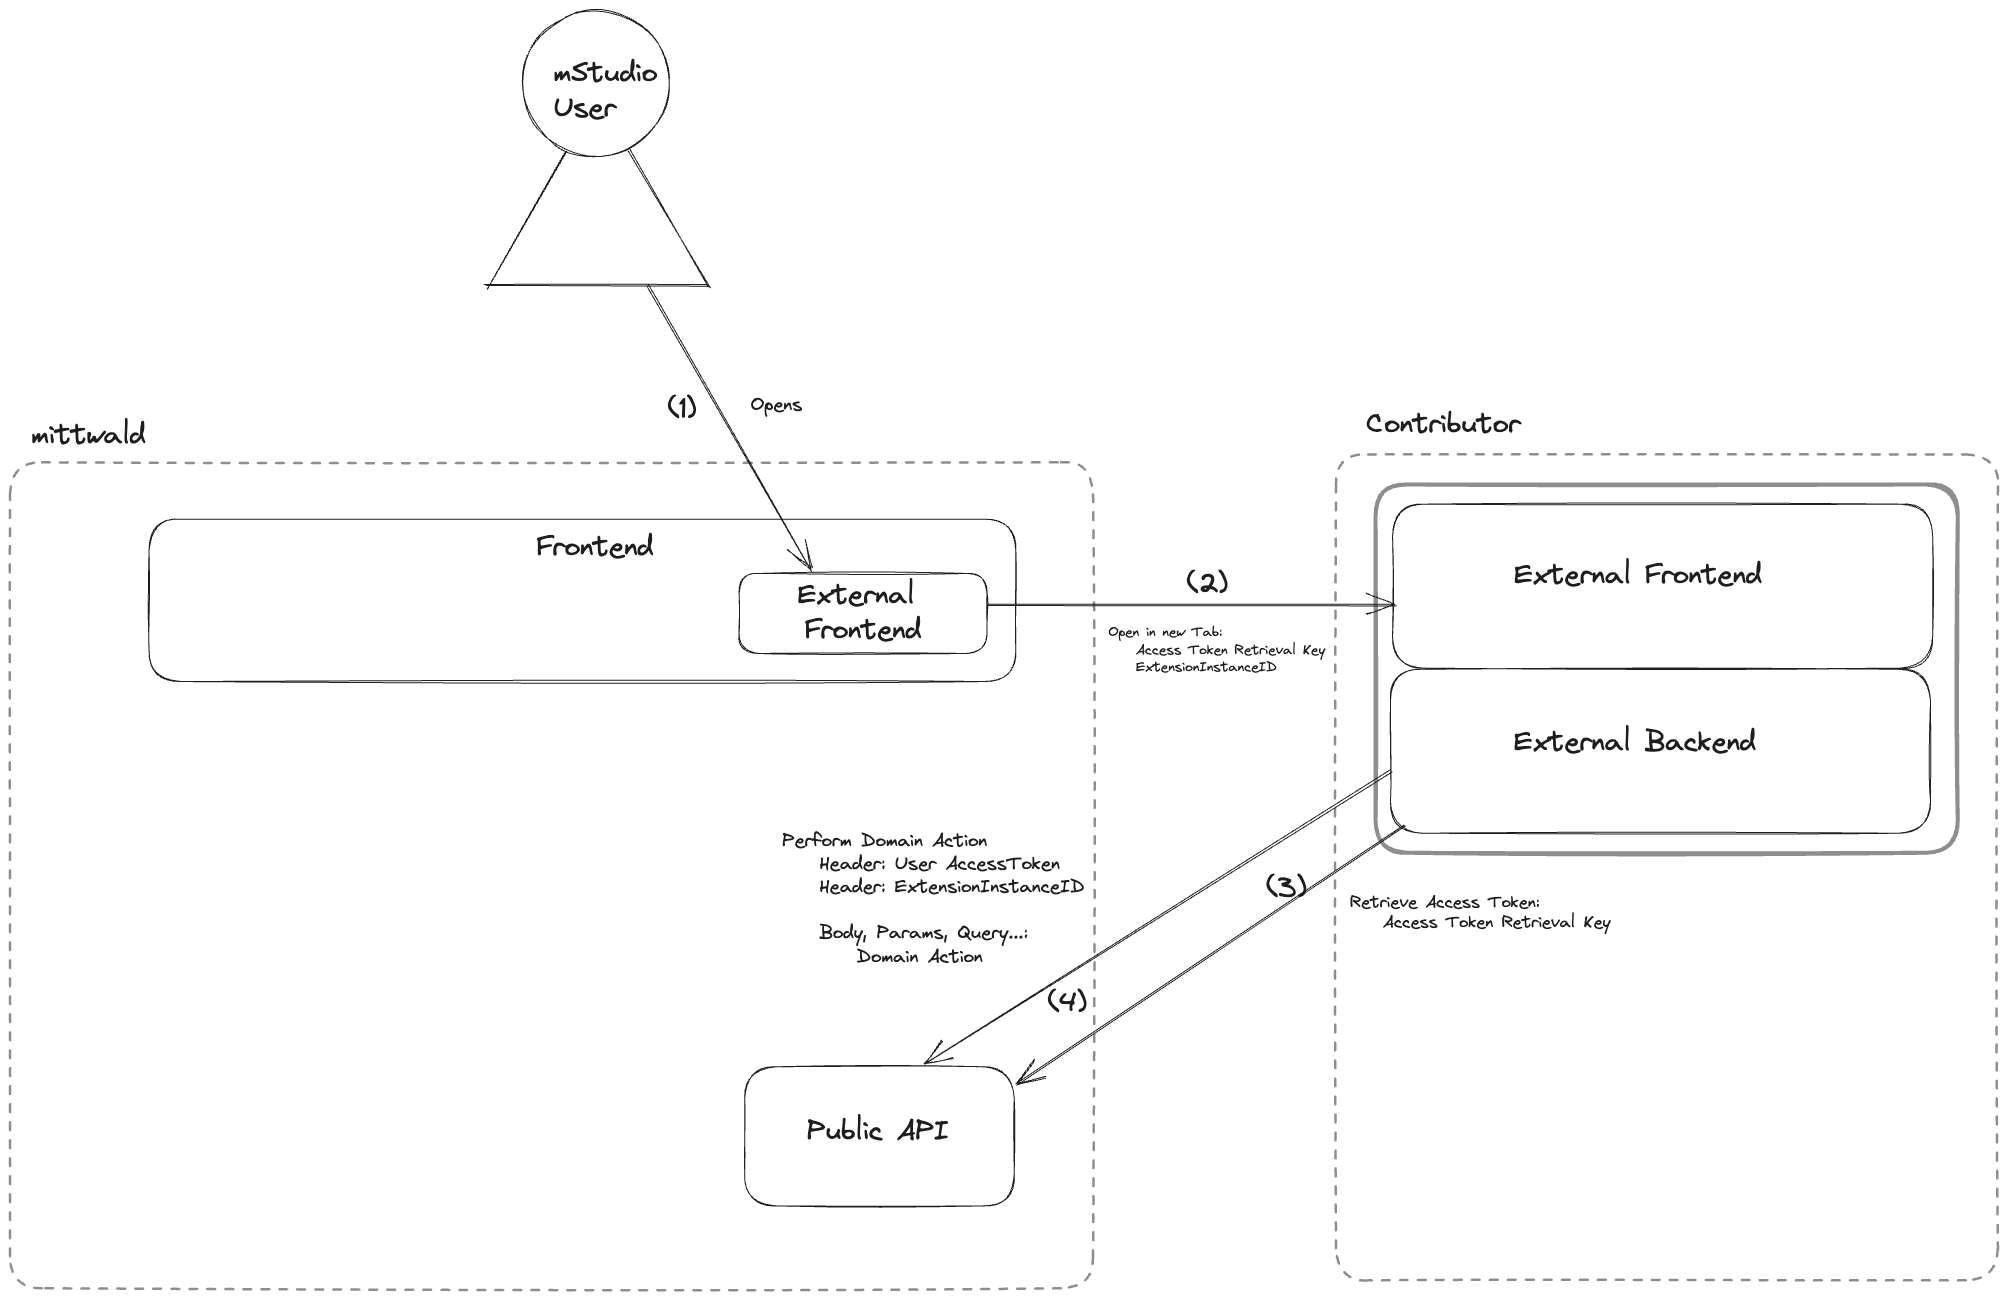 mStudio
User
(1)
Opens
mittwald
Contributor
Frontend
External
Frontend
(2)
Open in new Tab:
Access Token Retrieval Key
ExtensionInstanceID
External Frontend
External Backend
Perform Domain Action
Header: User AccessToken
Header: ExtensionInstanceID
Body, Params, Query...:
Domain Action
(3)
Retrieve Access Token:
Access Token Retrieval Key
(4)
Public API